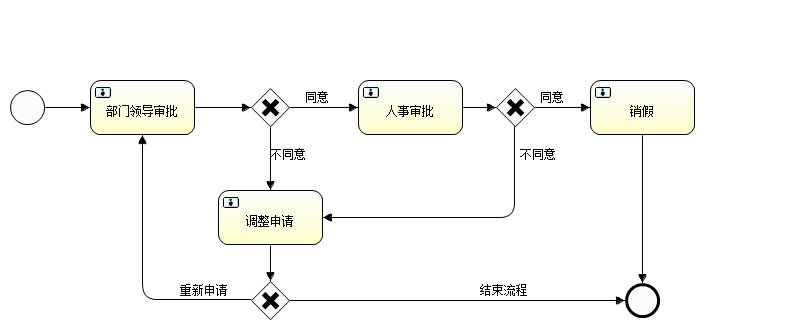 同意
同意
部门领导审批
人事审批
销假
不同意
不同意
调整申请
重新申请
结束流程